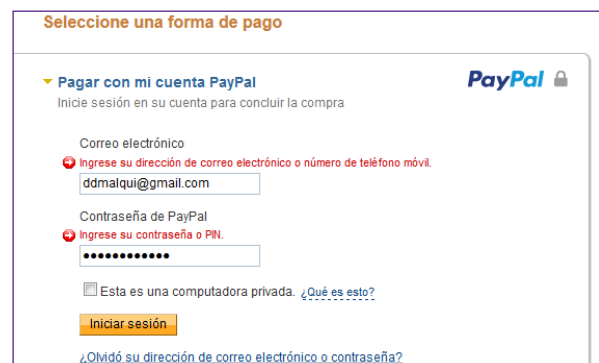 Seleccione una forma de pago
Pagar con mi cuenta PayPal
PayPal
Inicie sesión en su cuenta para concluir la compra
Correo electrónico
Ingrese su dirección de correo electrónico o número de teléfono móvil.
ddmalqui@gmail.com
Contraseña de PayPal
Ingrese su contraseña o PIN.
••••••••••••
Esta es una computadora privada. ¿Qué es esto?
Iniciar sesión
¿Olvidó su dirección de correo electrónico o contraseña?